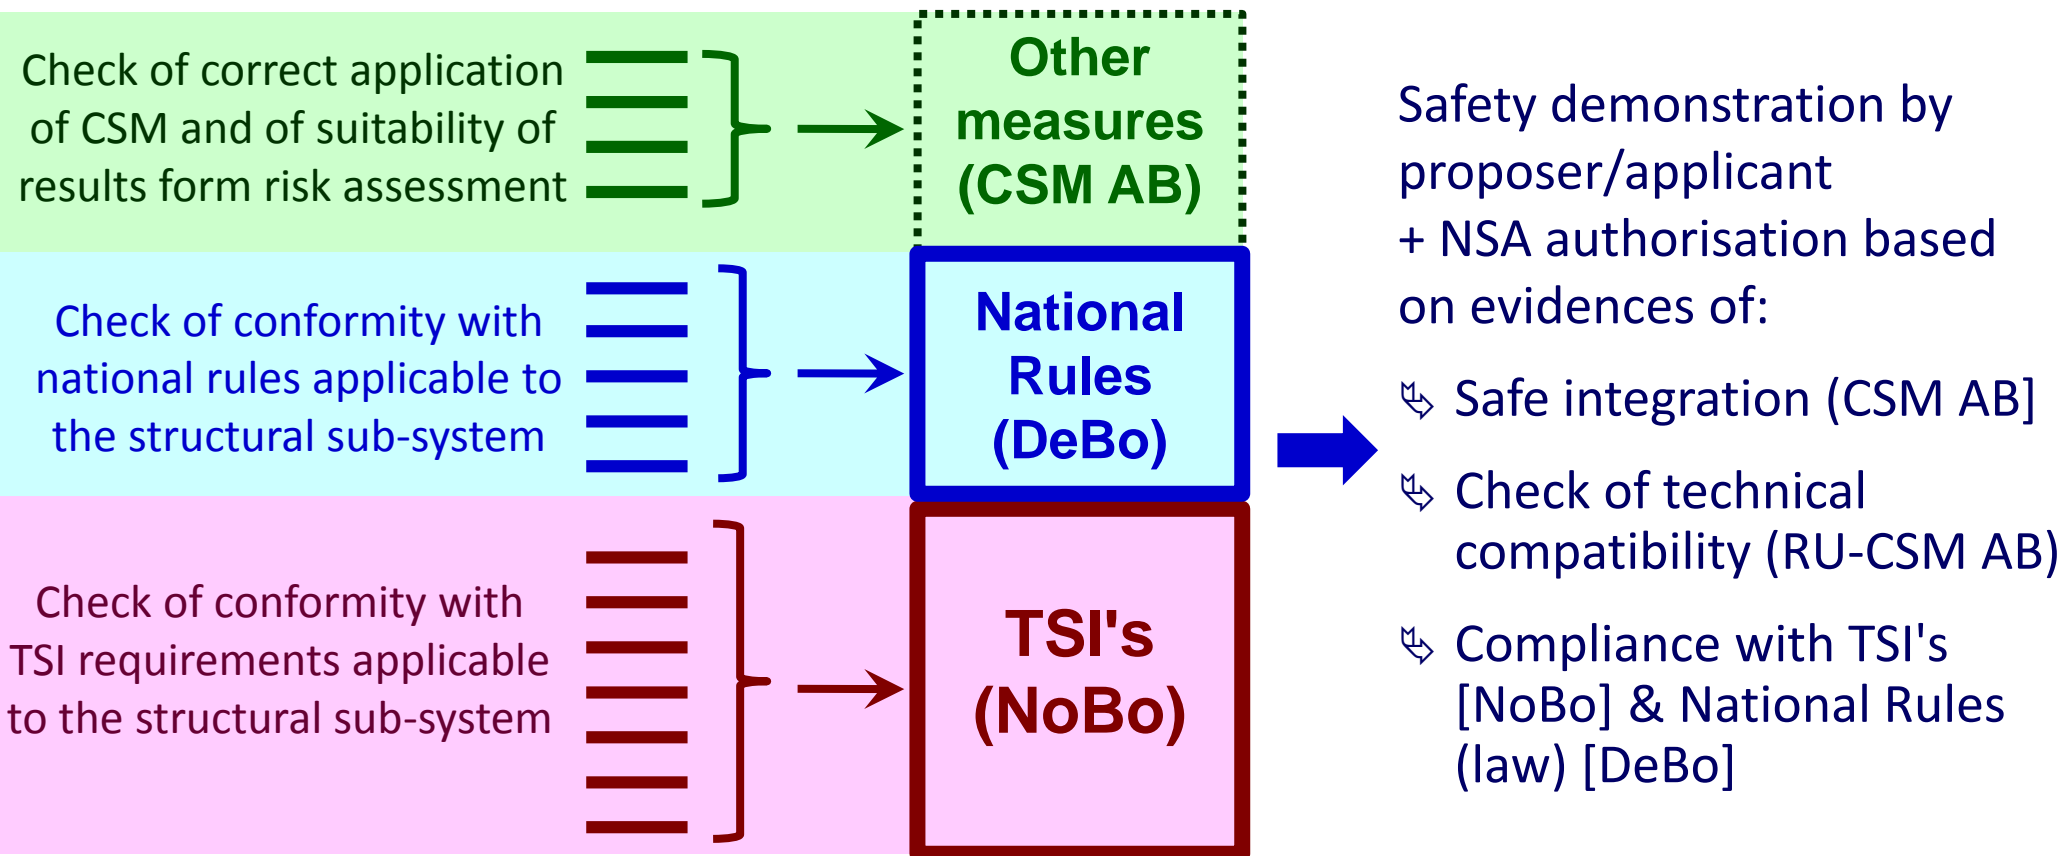 Check of correct application
of CSM and of suitability of
results form risk assessment
Other
measures
(CSM AB)
Check of conformity with
national rules applicable to
the structural sub-system
National
Rules
(DeBo)
Check of conformity with
TSI requirements applicable
to the structural sub-system
TSI's
(NoBo)
Safety demonstration by
proposer/applicant
+ NSA authorisation based
on evidences of:
Safe integration (CSM AB]
Check of technical
compatibility (RU-CSM AB)
Compliance with TSI's
[NoBo] & National Rules
(law) [DeBo]